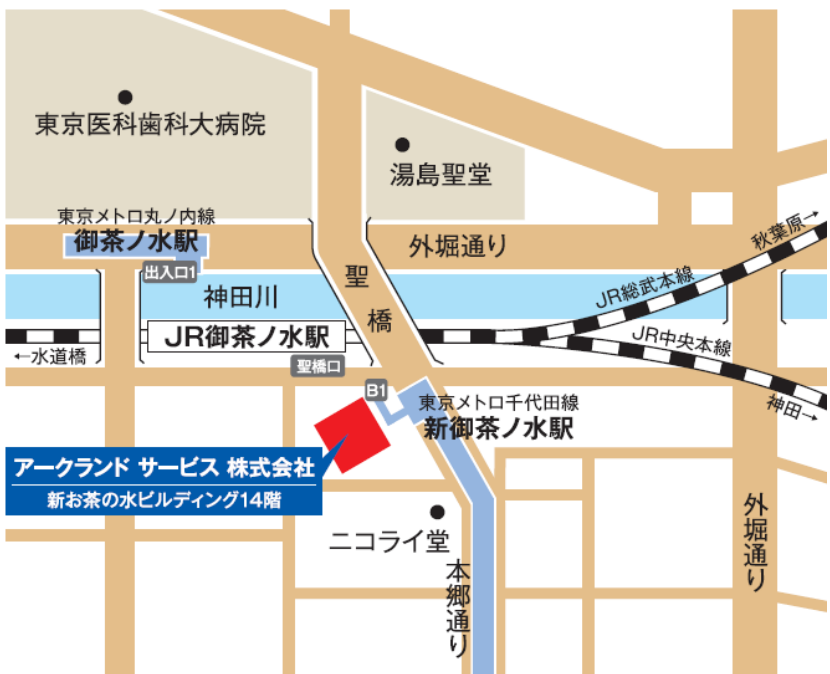 東京医科歯科大病院
湯島聖堂
東京メトロ丸ノ内線
御茶ノ水駅
出入口1
外堀通り
秋葉原→
神田川
聖橋
JR総武本線
JR御茶ノ水駅
←水道橋
聖橋口
JR中央本線
神田→
B1
東京メトロ千代田線
新御茶ノ水駅
アークランド サービス 株式会社
新お茶の水ビルディング14階
ニコライ堂
本郷通り
外堀通り